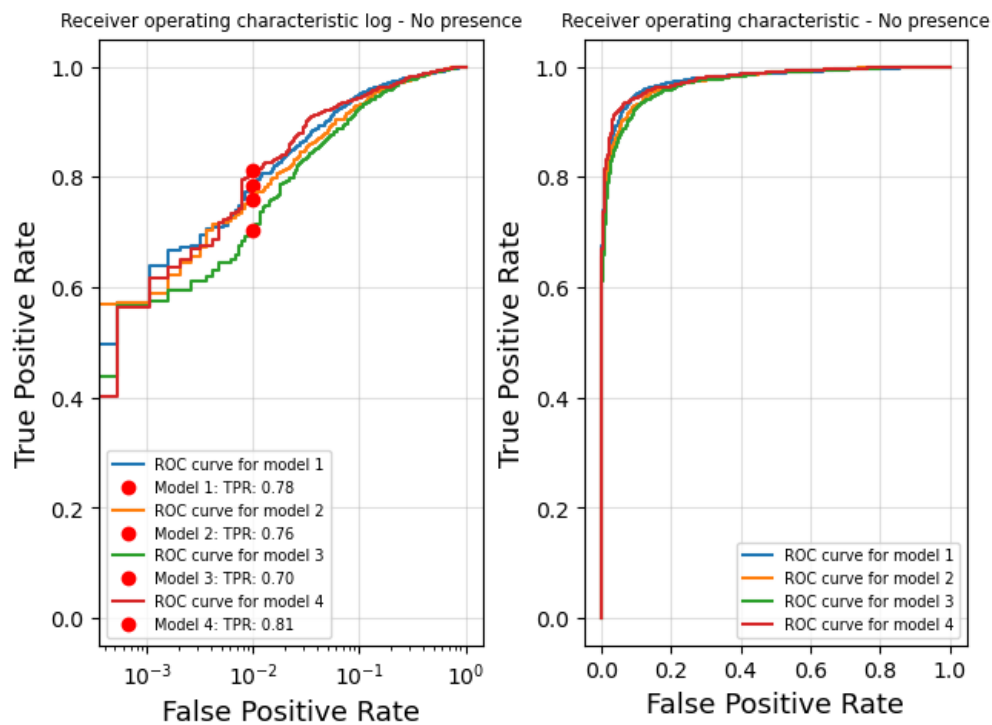 Receiver operating characteristic log - No presence
True Positive Rate
1.0
0.8
0.6
0.4
0.2
0.0
ROC curve for model 1
Model 1: TPR: 0.78
ROC curve for model 2
Model 2: TPR: 0.76
ROC curve for model 3
Model 3: TPR: 0.70
ROC curve for model 4
Model 4: TPR: 0.81
10⁻³ 10⁻² 10⁻¹ 10⁰
False Positive Rate
Receiver operating characteristic - No presence
True Positive Rate
1.0
0.8
0.6
0.4
0.2
0.0
ROC curve for model 1
ROC curve for model 2
ROC curve for model 3
ROC curve for model 4
0.0 0.2 0.4 0.6 0.8 1.0
False Positive Rate